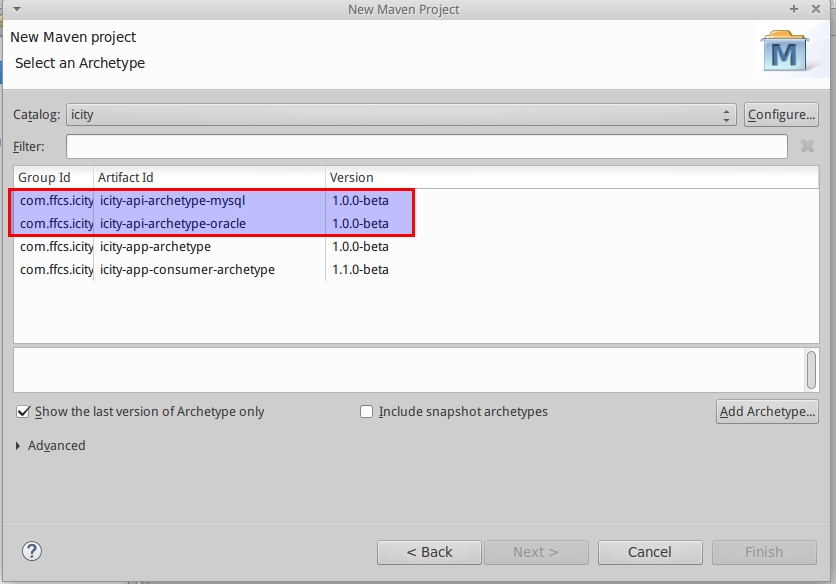 New Maven Project
New Maven project
Select an Archetype
M
Catalog: icity Configure...
Filter:
Group Id Artifact Id Version
com.ffcs.icity icity-api-archetype-mysql 1.0.0-beta
com.ffcs.icity icity-api-archetype-oracle 1.0.0-beta
com.ffcs.icity icity-app-archetype 1.0.0-beta
com.ffcs.icity icity-app-consumer-archetype 1.1.0-beta
Show the last version of Archetype only Include snapshot archetypes Add Archetype...
Advanced
? < Back Next > Cancel Finish